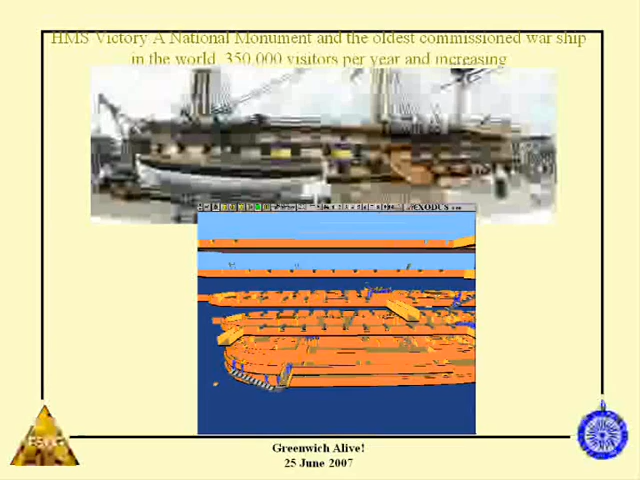 HMS Victory A National Monument and the oldest commissioned war ship
in the world. 350,000 visitors per year and increasing
EXODUS
Greenwich Alive!
25 June 2007